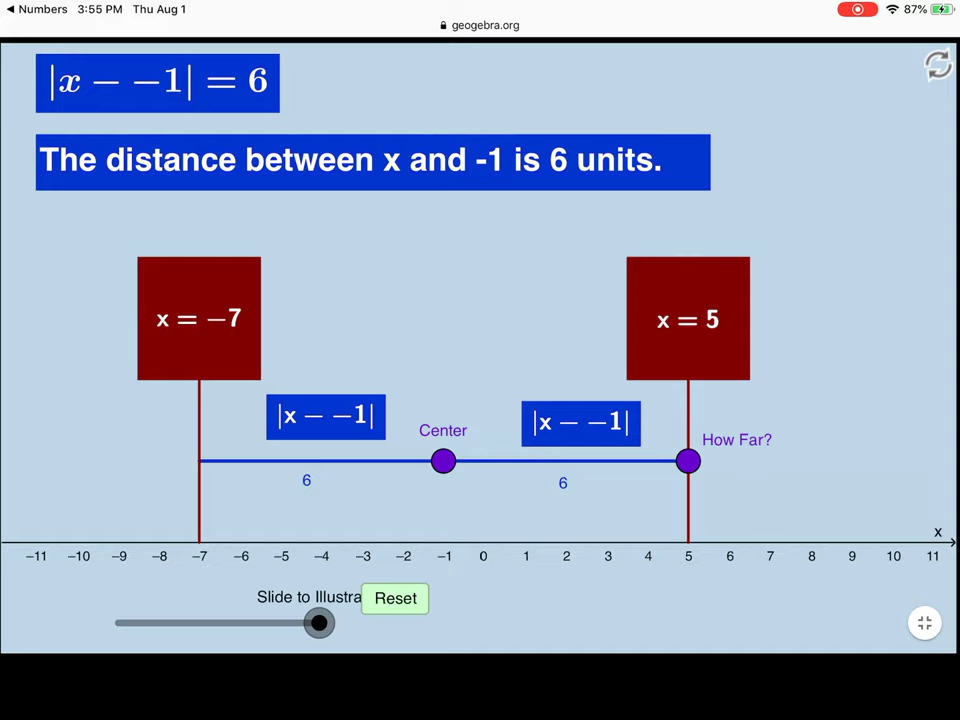 Numbers 3:55 PM Thu Aug 1 87%
geogebra.org
|x − −1| = 6
The distance between x and -1 is 6 units.
x = −7
x = 5
|x − −1|
|x − −1|
Center
How Far?
6
6
x
−11 −10 −9 −8 −7 −6 −5 −4 −3 −2 −1 0 1 2 3 4 5 6 7 8 9 10 11
Slide to Illustra
Reset